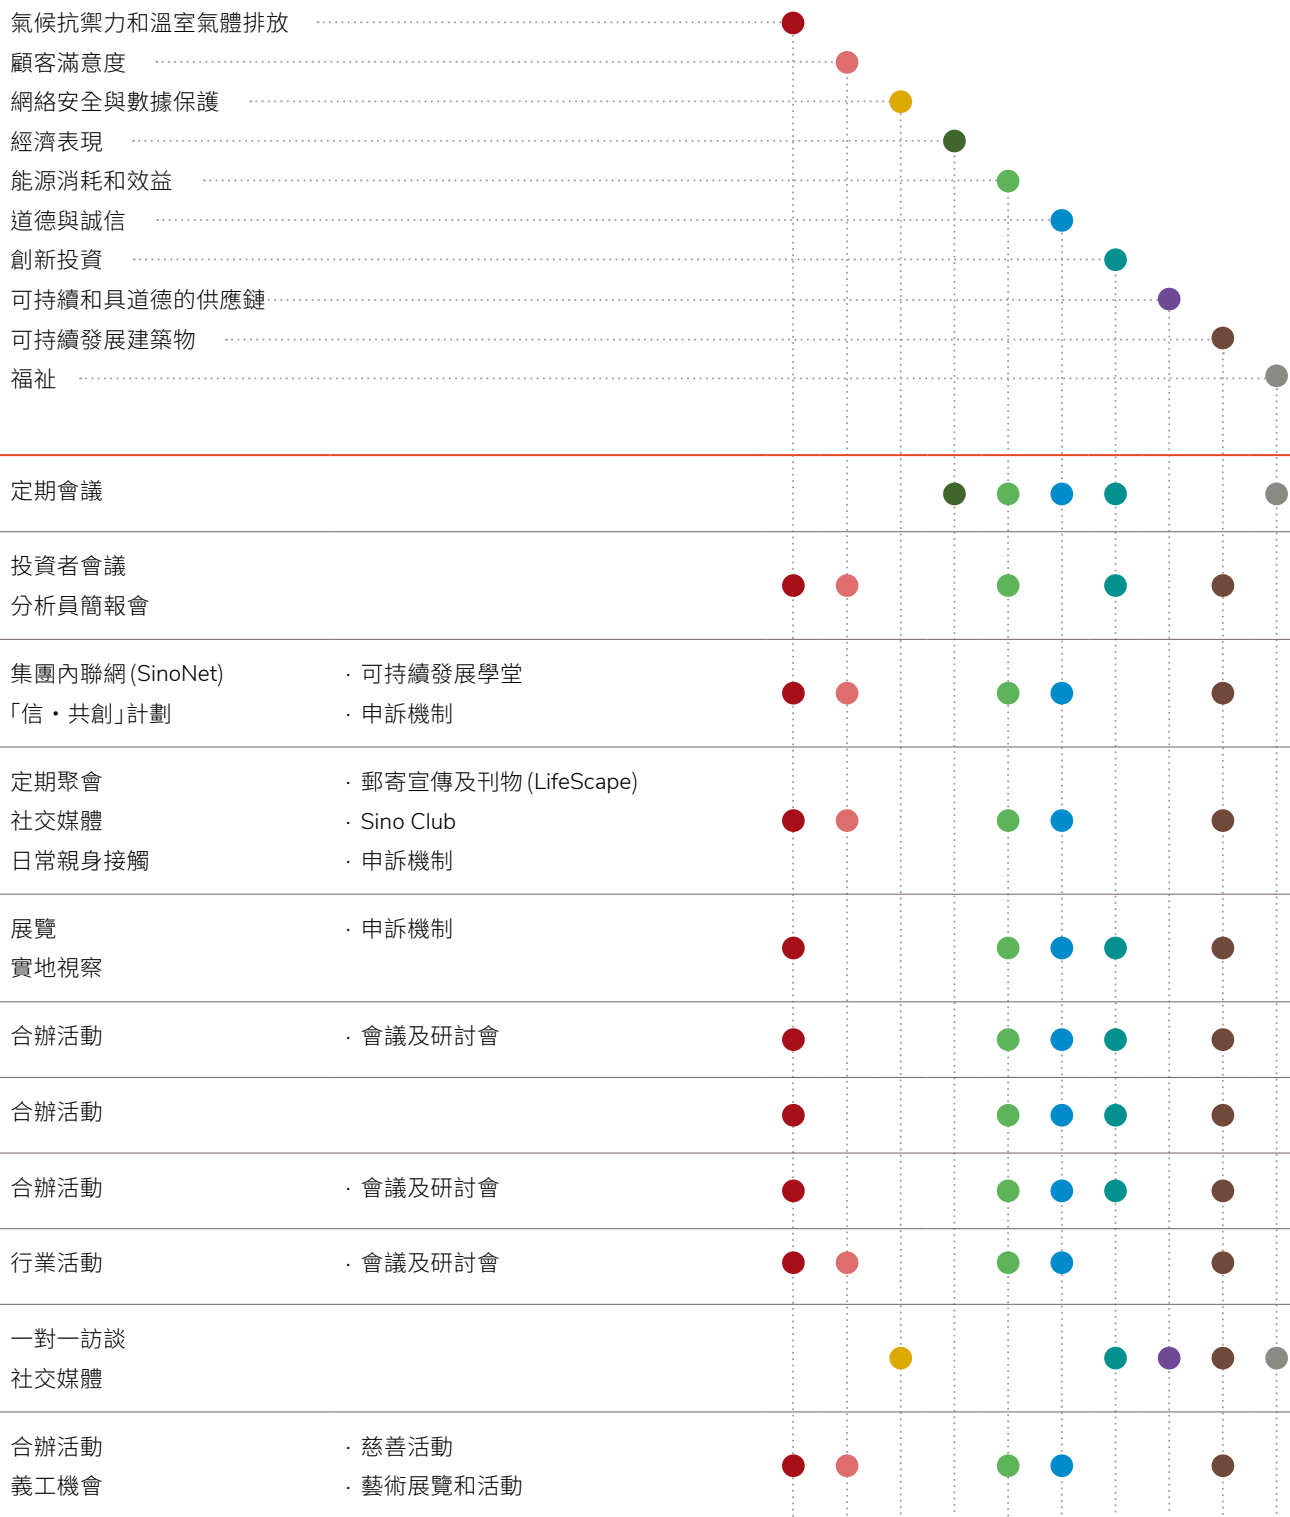 氣候抗禦力和溫室氣體排放
顧客滿意度
網絡安全與數據保護
經濟表現
能源消耗和效益
道德與誠信
創新投資
可持續和具道德的供應鏈
可持續發展建築物
福祉
定期會議
投資者會議
分析員簡報會
集團內聯網 (SinoNet) · 可持續發展學堂
「信・共創」計劃 · 申訴機制
定期聚會 · 郵寄宣傳及刊物 (LifeScape)
社交媒體 · Sino Club
日常親身接觸 · 申訴機制
展覽 · 申訴機制
實地視察
合辦活動 · 會議及研討會
合辦活動
合辦活動 · 會議及研討會
行業活動 · 會議及研討會
一對一訪談
社交媒體
合辦活動 · 慈善活動
義工機會 · 藝術展覽和活動